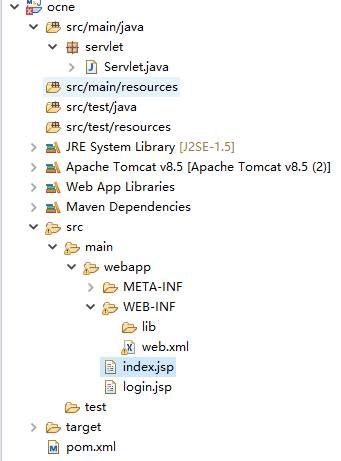 ocne
src/main/java
servlet
Servlet.java
src/main/resources
src/test/java
src/test/resources
JRE System Library [J2SE-1.5]
Apache Tomcat v8.5 [Apache Tomcat v8.5 (2)]
Web App Libraries
Maven Dependencies
src
main
webapp
META-INF
WEB-INF
lib
web.xml
index.jsp
login.jsp
test
target
pom.xml